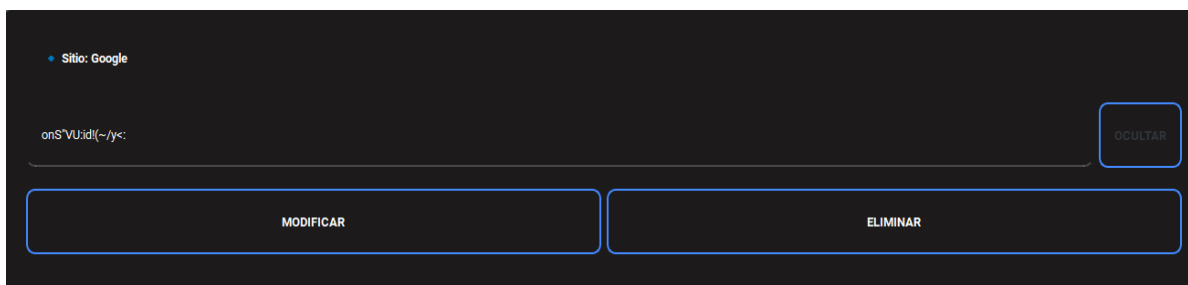 Sitio: Google
onS"VU:id!(~/y<:
OCULTAR
MODIFICAR
ELIMINAR